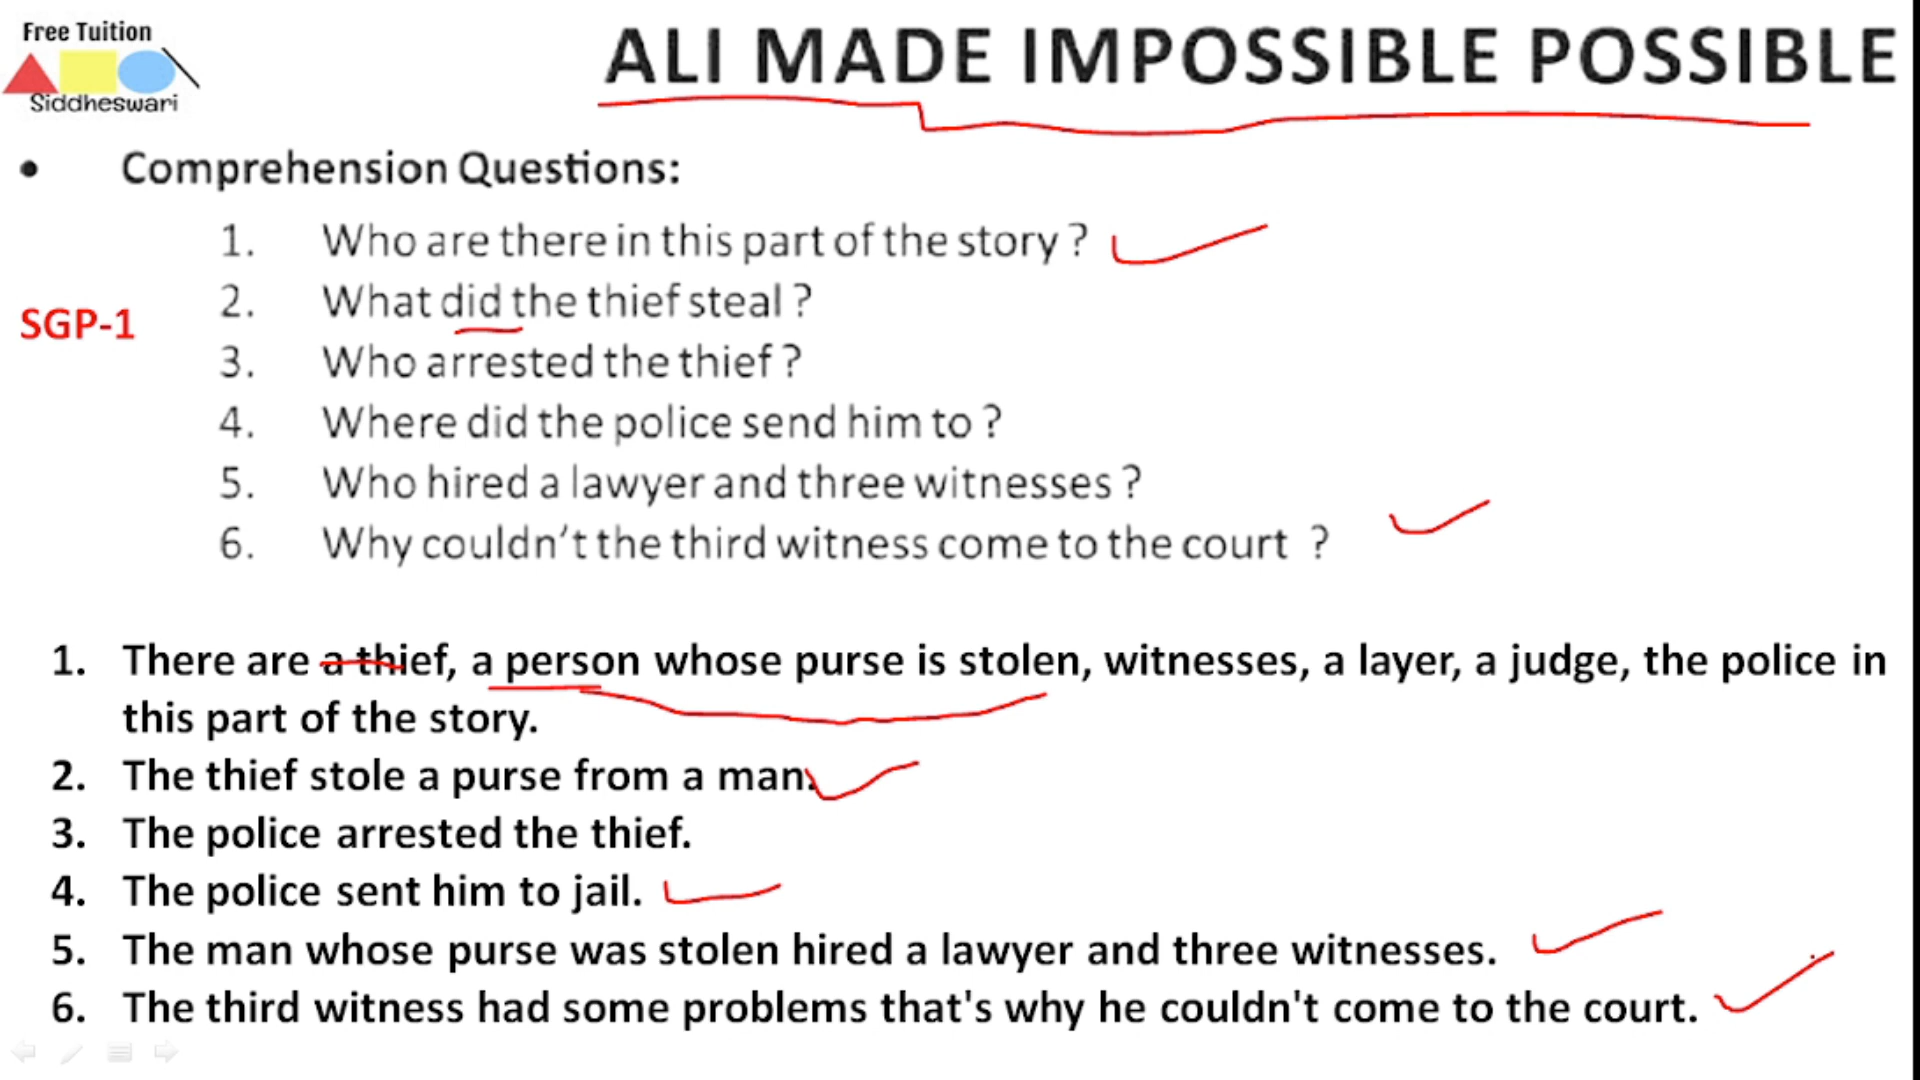 Free Tuition
Siddheswari
ALI MADE IMPOSSIBLE POSSIBLE
• Comprehension Questions:
1. Who are there in this part of the story ?
2. What did the thief steal ?
SGP-1
3. Who arrested the thief ?
4. Where did the police send him to ?
5. Who hired a lawyer and three witnesses ?
6. Why couldn't the third witness come to the court ?
1. There are a thief, a person whose purse is stolen, witnesses, a layer, a judge, the police in
this part of the story.
2. The thief stole a purse from a man.
3. The police arrested the thief.
4. The police sent him to jail.
5. The man whose purse was stolen hired a lawyer and three witnesses.
6. The third witness had some problems that's why he couldn't come to the court.